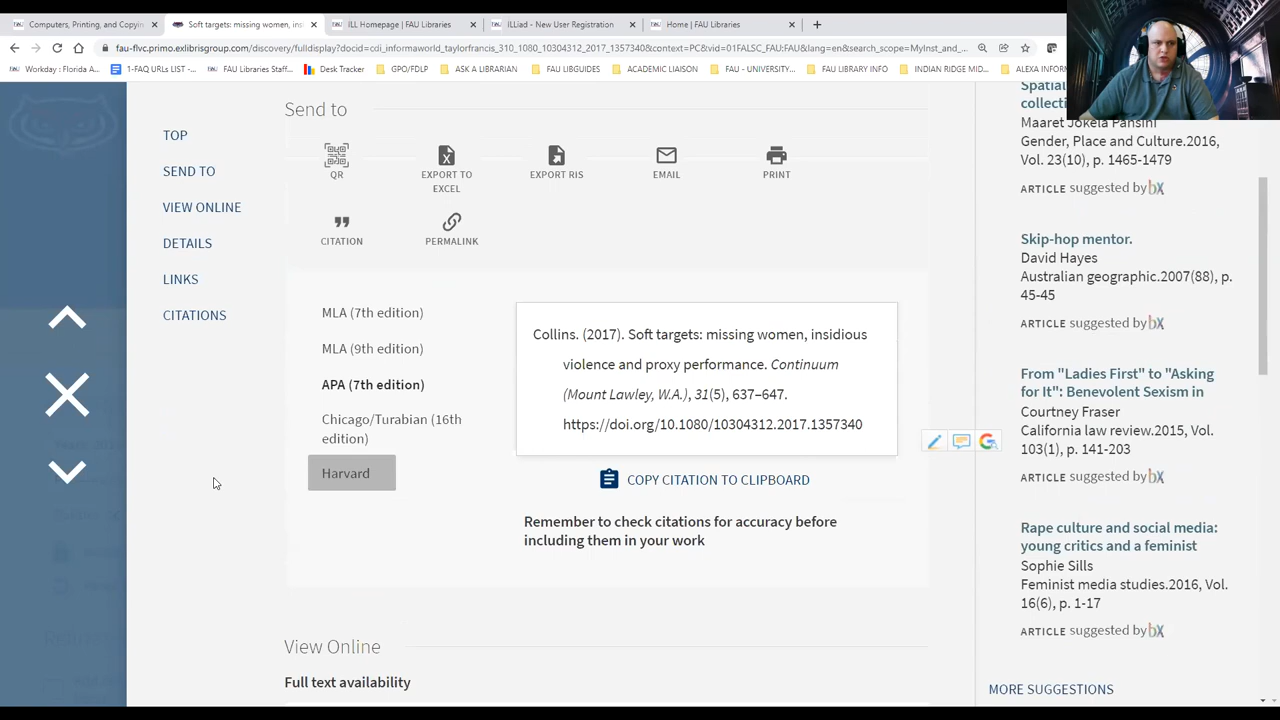 Computers, Printing, and Copyin
Soft targets: missing women, insi
ILL Homepage | FAU Libraries
ILLiad - New User Registration
Home | FAU Libraries
fau-flvc.primo.exlibrisgroup.com/discovery/fulldisplay?docid=cdi_informaworld_taylorfrancis_310_1080_10304312_2017_1357340&context=PC&vid=01FALSC_FAU:FAU&lang=en&search_scope=MyInst_and_...
Workday : Florida A...
1-FAQ URLs LIST -...
FAU Libraries Staff...
Desk Tracker
GPO/FDLP
ASK A LIBRARIAN
FAU LIBGUIDES
ACADEMIC LIAISON
FAU - UNIVERSITY...
FAU LIBRARY INFO
INDIAN RIDGE MID...
ALEXA INFORM
TOP
SEND TO
VIEW ONLINE
DETAILS
LINKS
CITATIONS
Send to
QR
EXPORT TO
EXCEL
EXPORT RIS
EMAIL
PRINT
CITATION
PERMALINK
MLA (7th edition)
MLA (9th edition)
APA (7th edition)
Chicago/Turabian (16th
edition)
Harvard
Collins. (2017). Soft targets: missing women, insidious
violence and proxy performance. Continuum
(Mount Lawley, W.A.), 31(5), 637–647.
https://doi.org/10.1080/10304312.2017.1357340
COPY CITATION TO CLIPBOARD
Remember to check citations for accuracy before
including them in your work
View Online
Full text availability
Spatial
collecti
Maaret Jokela Pansini
Gender, Place and Culture.2016,
Vol. 23(10), p. 1465-1479
ARTICLE suggested by bX
Skip-hop mentor.
David Hayes
Australian geographic.2007(88), p.
45-45
ARTICLE suggested by bX
From "Ladies First" to "Asking
for It": Benevolent Sexism in
Courtney Fraser
California law review.2015, Vol.
103(1), p. 141-203
ARTICLE suggested by bX
Rape culture and social media:
young critics and a feminist
Sophie Sills
Feminist media studies.2016, Vol.
16(6), p. 1-17
ARTICLE suggested by bX
MORE SUGGESTIONS